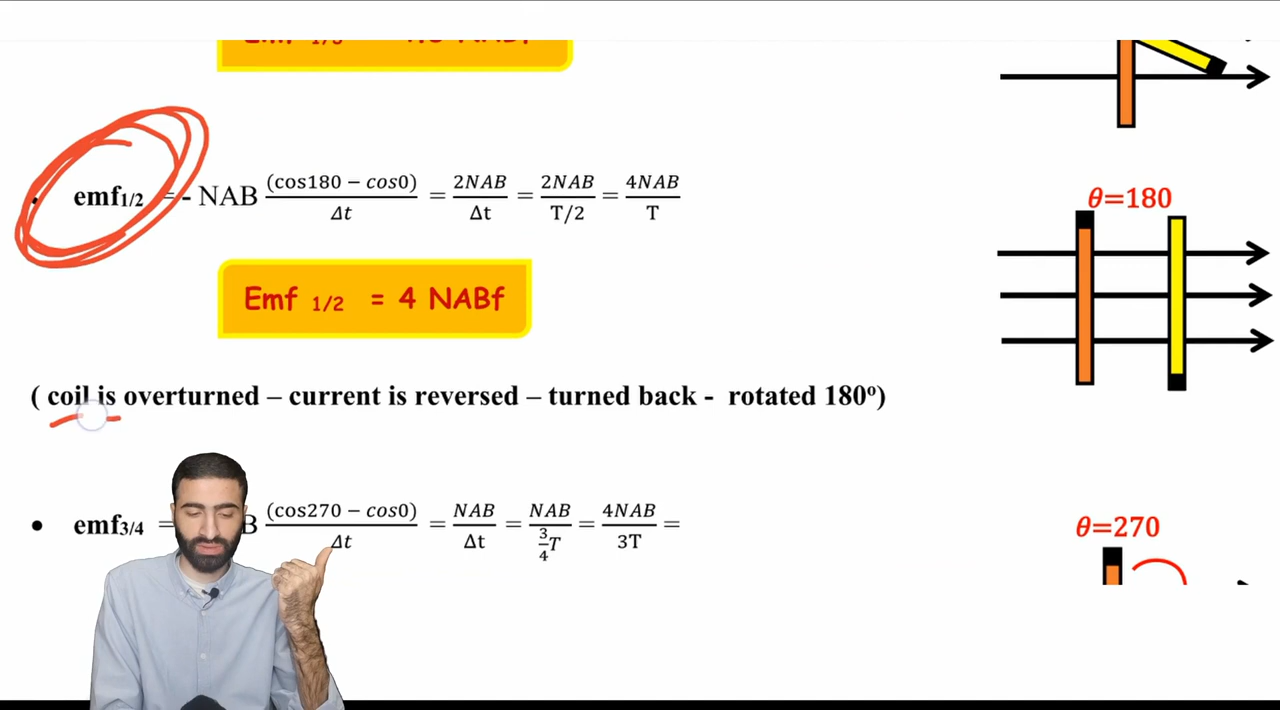 θ=180
emf1/2 = - NAB (cos180 − cos0) / Δt = 2NAB / Δt = 2NAB / T/2 = 4NAB / T
Emf 1/2 = 4 NABf
( coil is overturned – current is reversed – turned back - rotated 180º)
θ=270
• emf3/4 = B (cos270 − cos0) / Δt = NAB / Δt = NAB / 3/4 T = 4NAB / 3T =